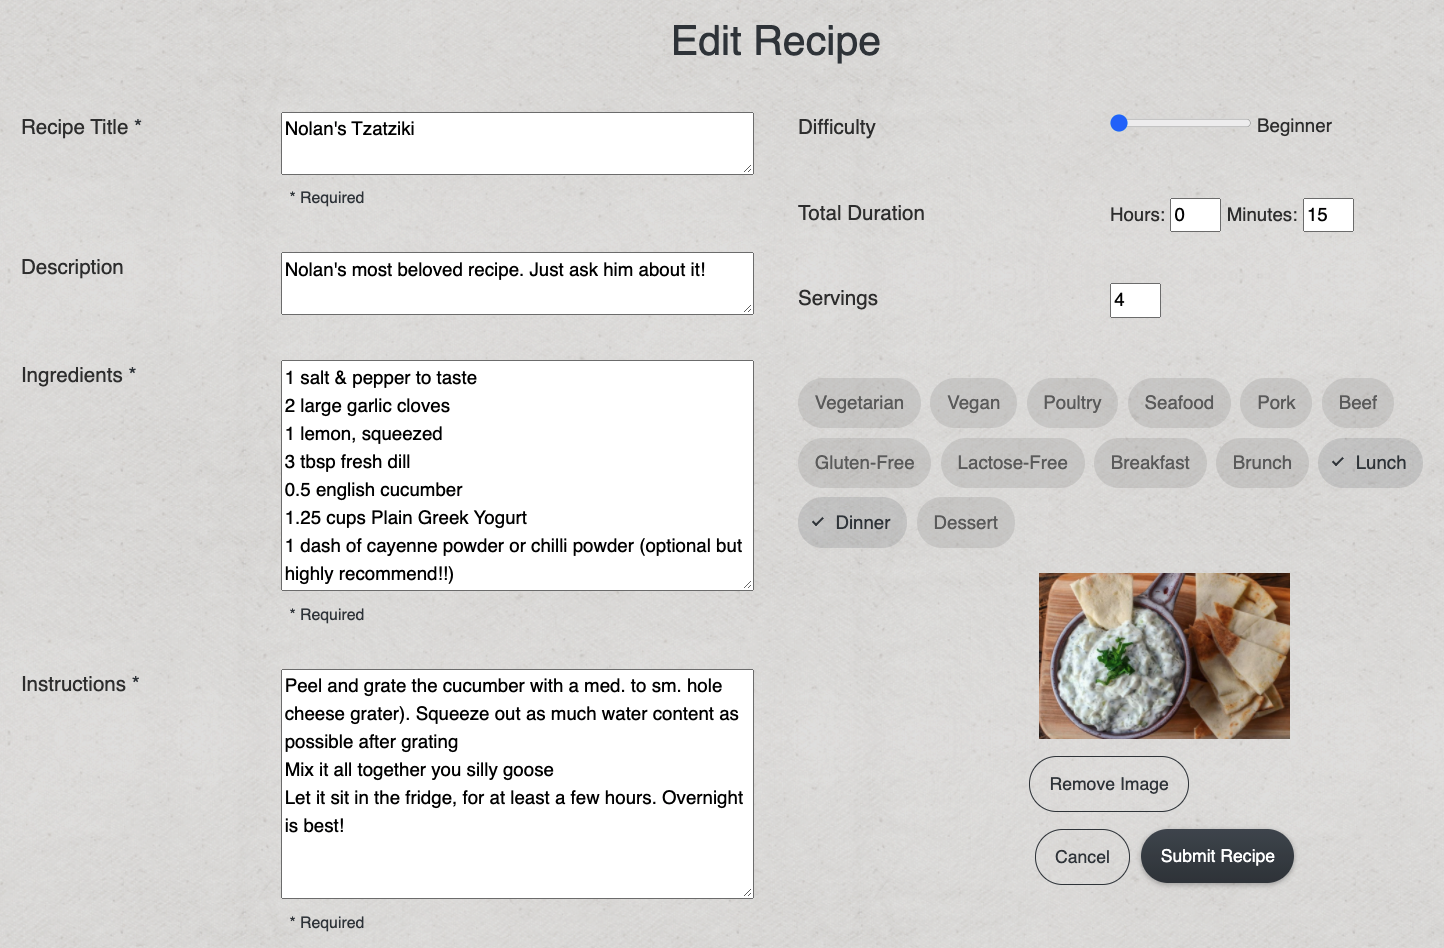 Edit Recipe
Recipe Title *
Nolan's Tzatziki
* Required
Description
Nolan's most beloved recipe. Just ask him about it!
Ingredients *
1 salt & pepper to taste
2 large garlic cloves
1 lemon, squeezed
3 tbsp fresh dill
0.5 english cucumber
1.25 cups Plain Greek Yogurt
1 dash of cayenne powder or chilli powder (optional but
highly recommend!!)
* Required
Instructions *
Peel and grate the cucumber with a med. to sm. hole
cheese grater). Squeeze out as much water content as
possible after grating
Mix it all together you silly goose
Let it sit in the fridge, for at least a few hours. Overnight
is best!
* Required
Difficulty
Beginner
Total Duration
Hours: 0 Minutes: 15
Servings
4
Vegetarian Vegan Poultry Seafood Pork Beef
Gluten-Free Lactose-Free Breakfast Brunch ✓ Lunch
✓ Dinner Dessert
Remove Image
Cancel Submit Recipe